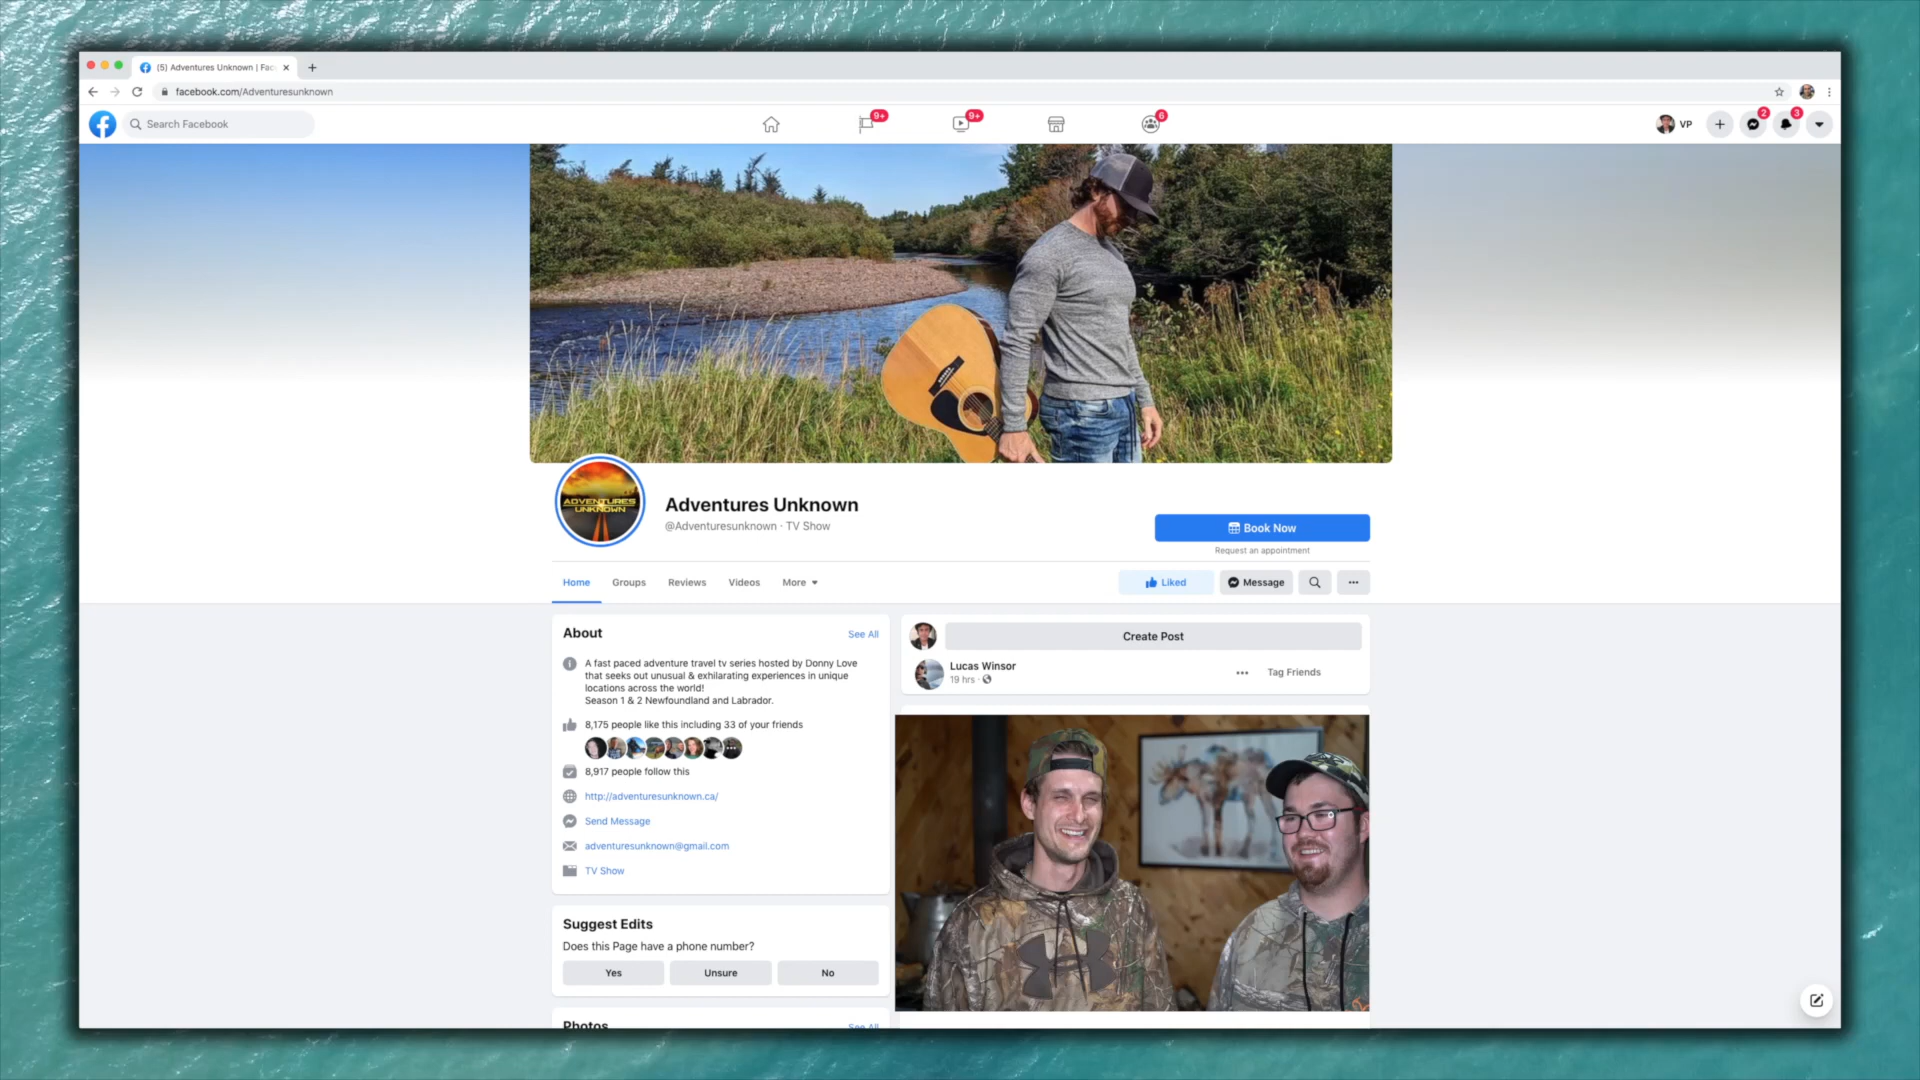 (5) Adventures Unknown | Fac
facebook.com/Adventuresunknown
Search Facebook
9+
9+
6
VP
2
3
ADVENTURES
UNKNOWN
Adventures Unknown
@Adventuresunknown · TV Show
Book Now
Request an appointment
Home
Groups
Reviews
Videos
More
Liked
Message
About
See All
A fast paced adventure travel tv series hosted by Donny Love
that seeks out unusual & exhilarating experiences in unique
locations across the world!
Season 1 & 2 Newfoundland and Labrador.
8,175 people like this including 33 of your friends
8,917 people follow this
http://adventuresunknown.ca/
Send Message
adventuresunknown@gmail.com
TV Show
Suggest Edits
Does this Page have a phone number?
Yes
Unsure
No
Photos
See All
Create Post
Lucas Winsor
19 hrs ·
Tag Friends